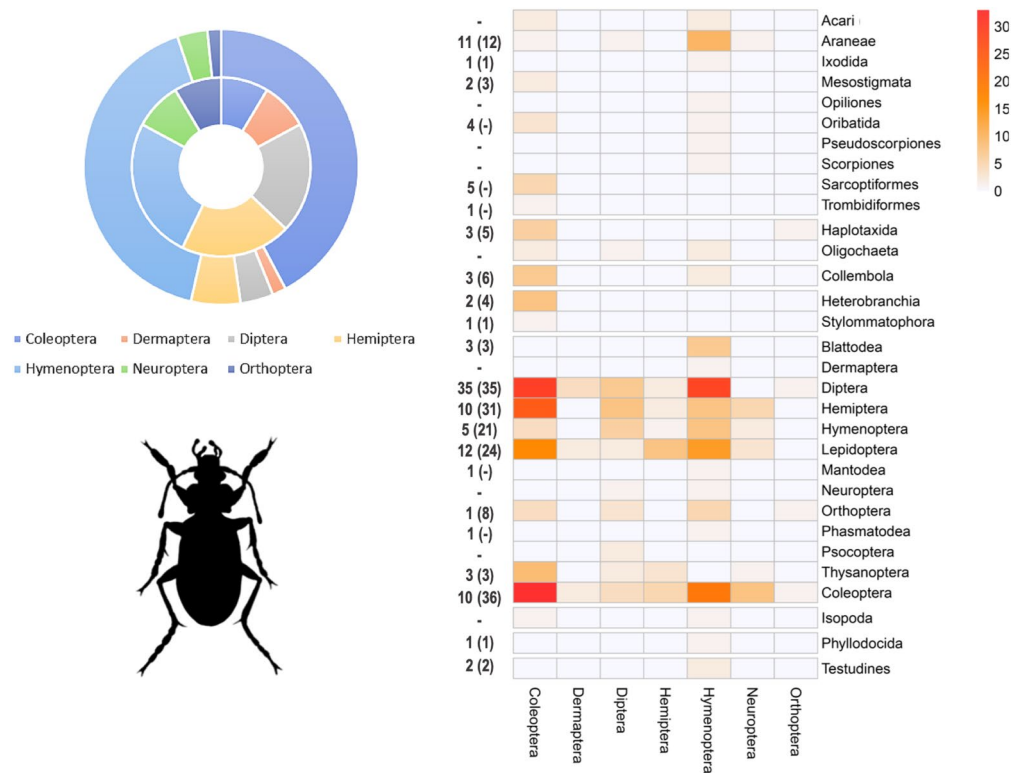 Coleoptera Dermaptera Diptera Hemiptera
Hymenoptera Neuroptera Orthoptera
- Acari
11 (12) Araneae
1 (1) Ixodida
2 (3) Mesostigmata
- Opiliones
4 (-) Oribatida
- Pseudoscorpiones
- Scorpiones
5 (-) Sarcoptiformes
1 (-) Trombidiformes
3 (5) Haplotaxida
- Oligochaeta
3 (6) Collembola
2 (4) Heterobranchia
1 (1) Stylommatophora
3 (3) Blattodea
- Dermaptera
35 (35) Diptera
10 (31) Hemiptera
5 (21) Hymenoptera
12 (24) Lepidoptera
1 (-) Mantodea
- Neuroptera
1 (8) Orthoptera
1 (-) Phasmatodea
- Psocoptera
3 (3) Thysanoptera
10 (36) Coleoptera
- Isopoda
1 (1) Phyllodocida
2 (2) Testudines
Coleoptera
Dermaptera
Diptera
Hemiptera
Hymenoptera
Neuroptera
Orthoptera
30
25
20
15
10
5
0